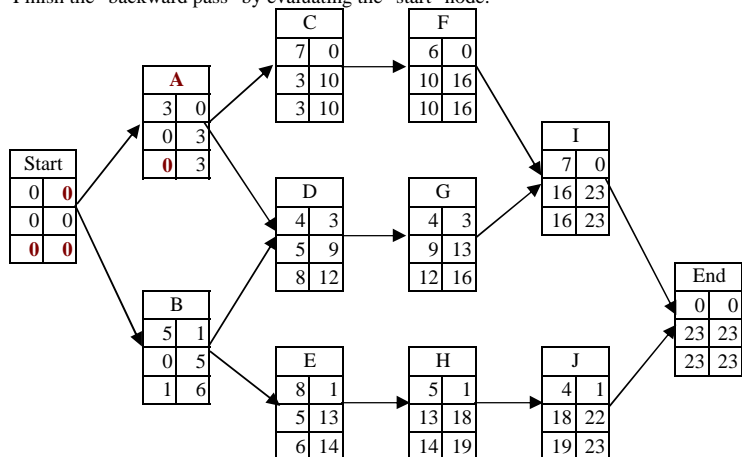 Finish the "backward pass" by evaluating the "start" node.
C
7 0
3 10
3 10
F
6 0
10 16
10 16
A
3 0
0 3
0 3
I
7 0
16 23
16 23
Start
0 0
0 0
0 0
D
4 3
5 9
8 12
G
4 3
9 13
12 16
End
0 0
23 23
23 23
B
5 1
0 5
1 6
E
8 1
5 13
6 14
H
5 1
13 18
14 19
J
4 1
18 22
19 23